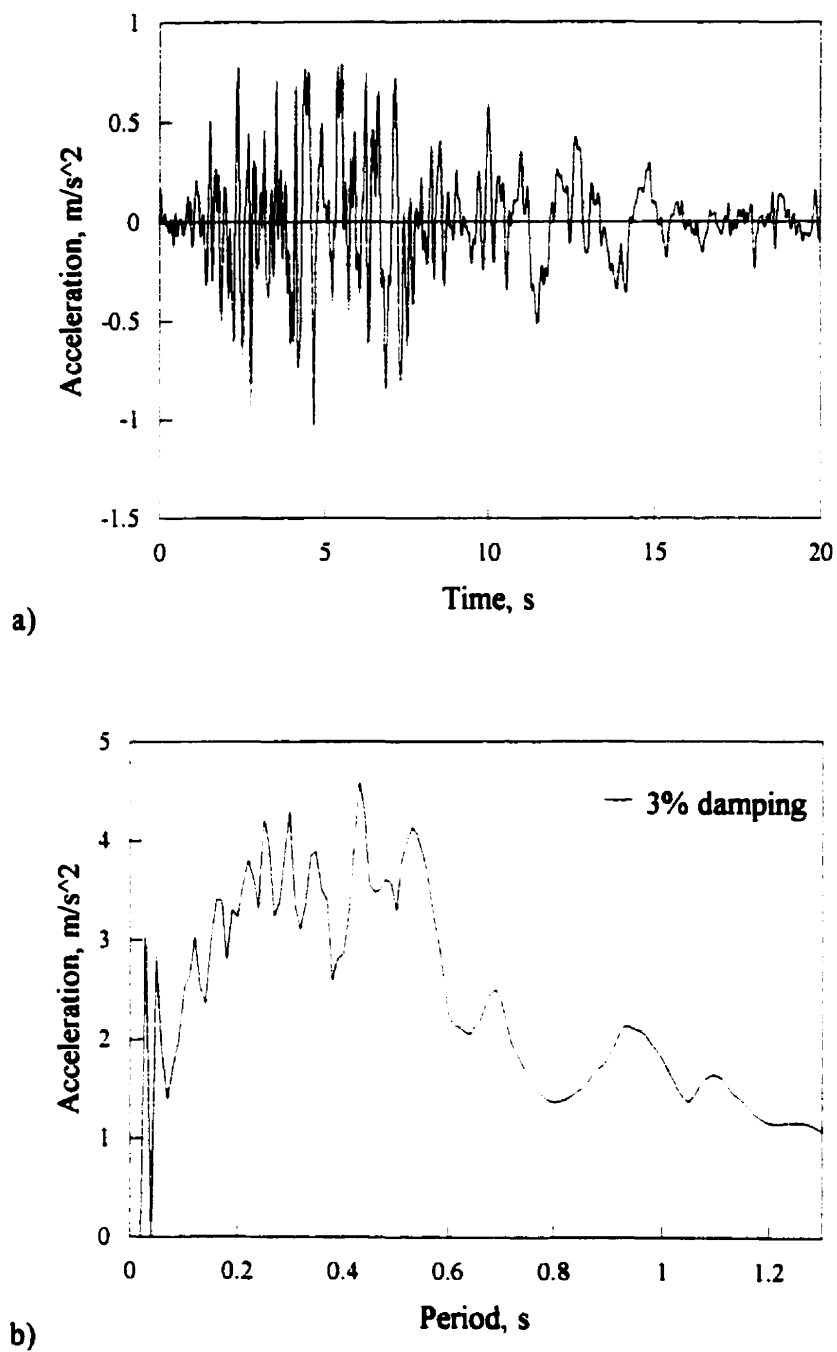 1
0.5
0
-0.5
-1
-1.5
Acceleration, m/s^2
0 5 10 15 20
Time, s
a)
5
4
3
2
1
0
Acceleration, m/s^2
3% damping
0 0.2 0.4 0.6 0.8 1 1.2
Period, s
b)